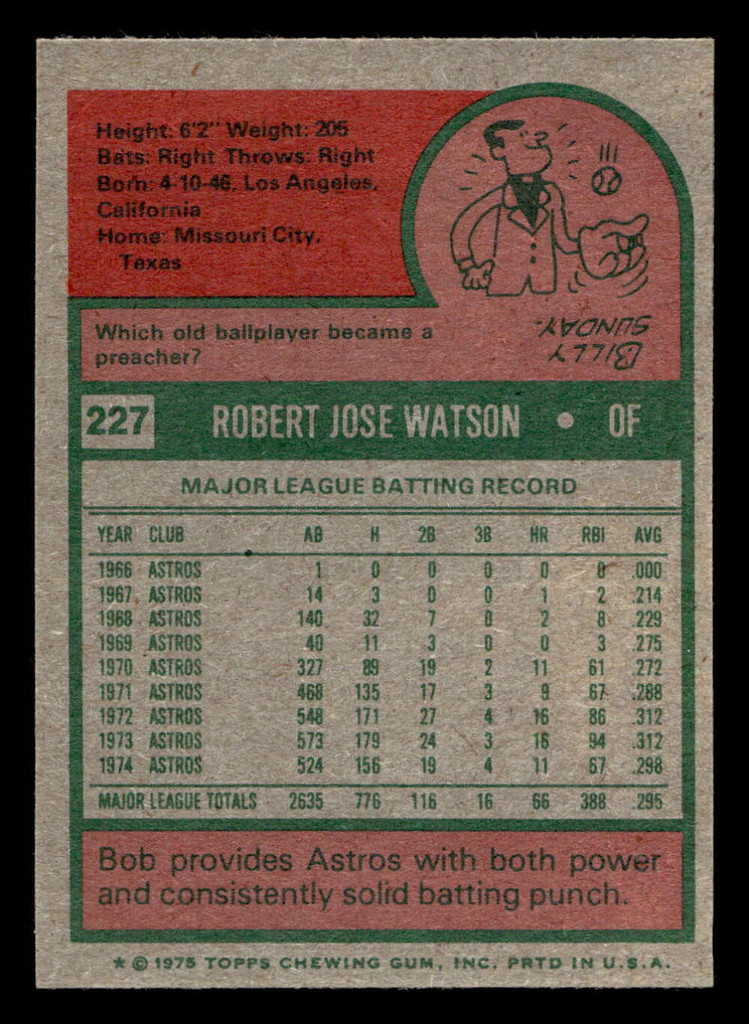 Height: 6'2" Weight: 205
Bats: Right Throws: Right
Born: 4-10-46, Los Angeles,
California
Home: Missouri City,
Texas
BILLY
SUNDAY.
Which old ballplayer became a
preacher?
227 ROBERT JOSE WATSON • OF
MAJOR LEAGUE BATTING RECORD
YEAR CLUB AB H 2B 3B HR RBI AVG
1966 ASTROS 1 0 0 0 0 0 .000
1967 ASTROS 14 3 0 0 1 2 .214
1968 ASTROS 140 32 7 0 2 8 .229
1969 ASTROS 40 11 3 0 0 3 .275
1970 ASTROS 327 89 19 2 11 61 .272
1971 ASTROS 468 135 17 3 9 67 .288
1972 ASTROS 548 171 27 4 16 86 .312
1973 ASTROS 573 179 24 3 16 94 .312
1974 ASTROS 524 156 19 4 11 67 .298
MAJOR LEAGUE TOTALS 2635 776 116 16 66 388 .295
Bob provides Astros with both power
and consistently solid batting punch.
* © 1975 TOPPS CHEWING GUM, INC. PRTD IN U.S.A.